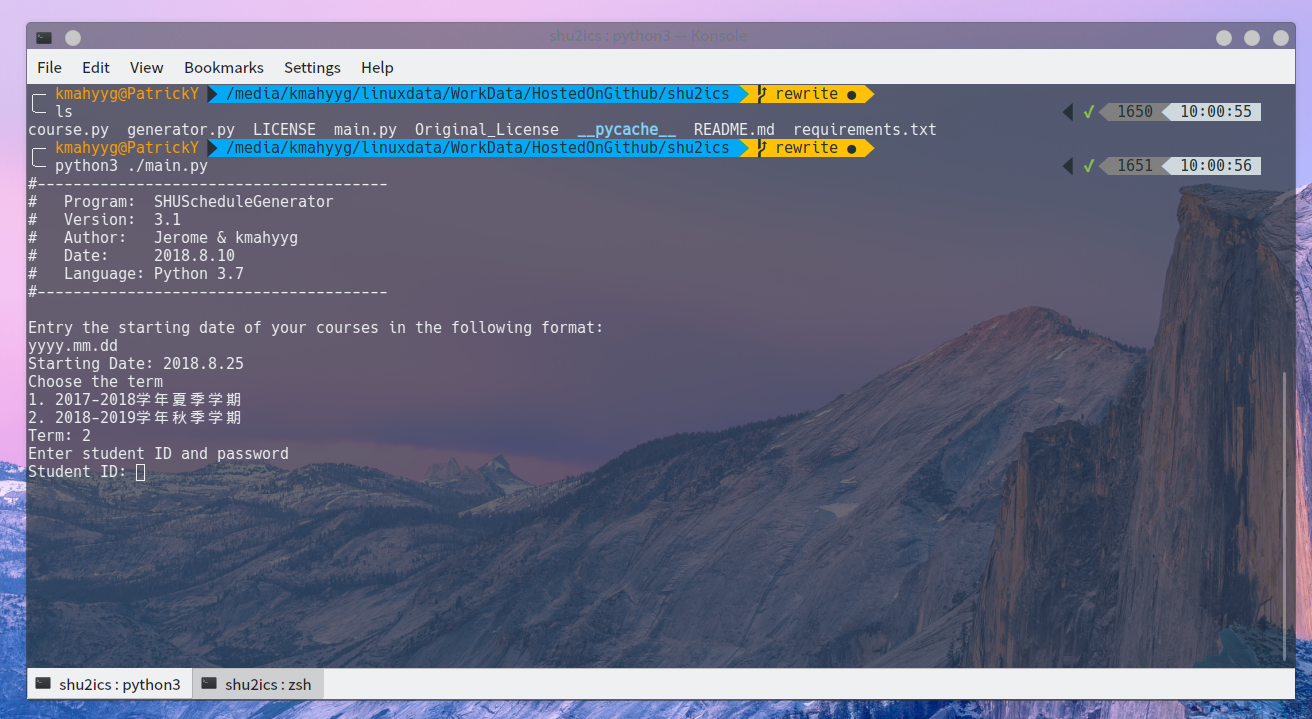 shu2ics : python3 — Konsole
File Edit View Bookmarks Settings Help
kmahyyg@PatrickY /media/kmahyyg/linuxdata/WorkData/HostedOnGithub/shu2ics rewrite ●
ls ✓ 1650 10:00:55
course.py generator.py LICENSE main.py Original_License __pycache__ README.md requirements.txt
kmahyyg@PatrickY /media/kmahyyg/linuxdata/WorkData/HostedOnGithub/shu2ics rewrite ●
python3 ./main.py ✓ 1651 10:00:56
#---------------------------------------
# Program: SHUScheduleGenerator
# Version: 3.1
# Author: Jerome & kmahyyg
# Date: 2018.8.10
# Language: Python 3.7
#---------------------------------------
Entry the starting date of your courses in the following format:
yyyy.mm.dd
Starting Date: 2018.8.25
Choose the term
1. 2017-2018学年夏季学期
2. 2018-2019学年秋季学期
Term: 2
Enter student ID and password
Student ID:
shu2ics : python3 shu2ics : zsh